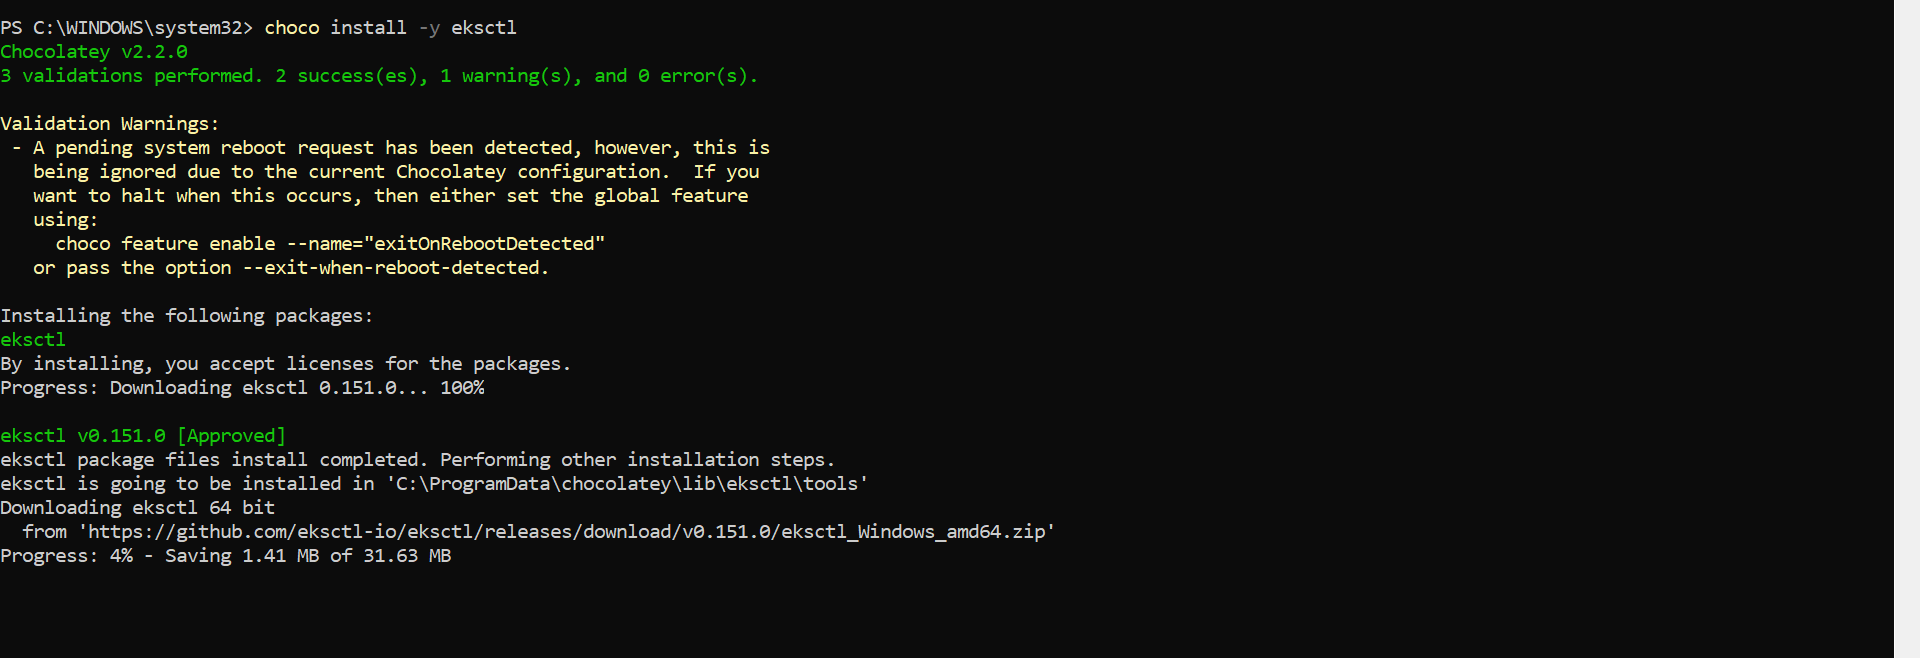 PS C:\WINDOWS\system32> choco install -y eksctl
Chocolatey v2.2.0
3 validations performed. 2 success(es), 1 warning(s), and 0 error(s).
Validation Warnings:
 - A pending system reboot request has been detected, however, this is
   being ignored due to the current Chocolatey configuration.  If you
   want to halt when this occurs, then either set the global feature
   using:
     choco feature enable --name="exitOnRebootDetected"
   or pass the option --exit-when-reboot-detected.
Installing the following packages:
eksctl
By installing, you accept licenses for the packages.
Progress: Downloading eksctl 0.151.0... 100%
eksctl v0.151.0 [Approved]
eksctl package files install completed. Performing other installation steps.
eksctl is going to be installed in 'C:\ProgramData\chocolatey\lib\eksctl\tools'
Downloading eksctl 64 bit
  from 'https://github.com/eksctl-io/eksctl/releases/download/v0.151.0/eksctl_Windows_amd64.zip'
Progress: 4% - Saving 1.41 MB of 31.63 MB